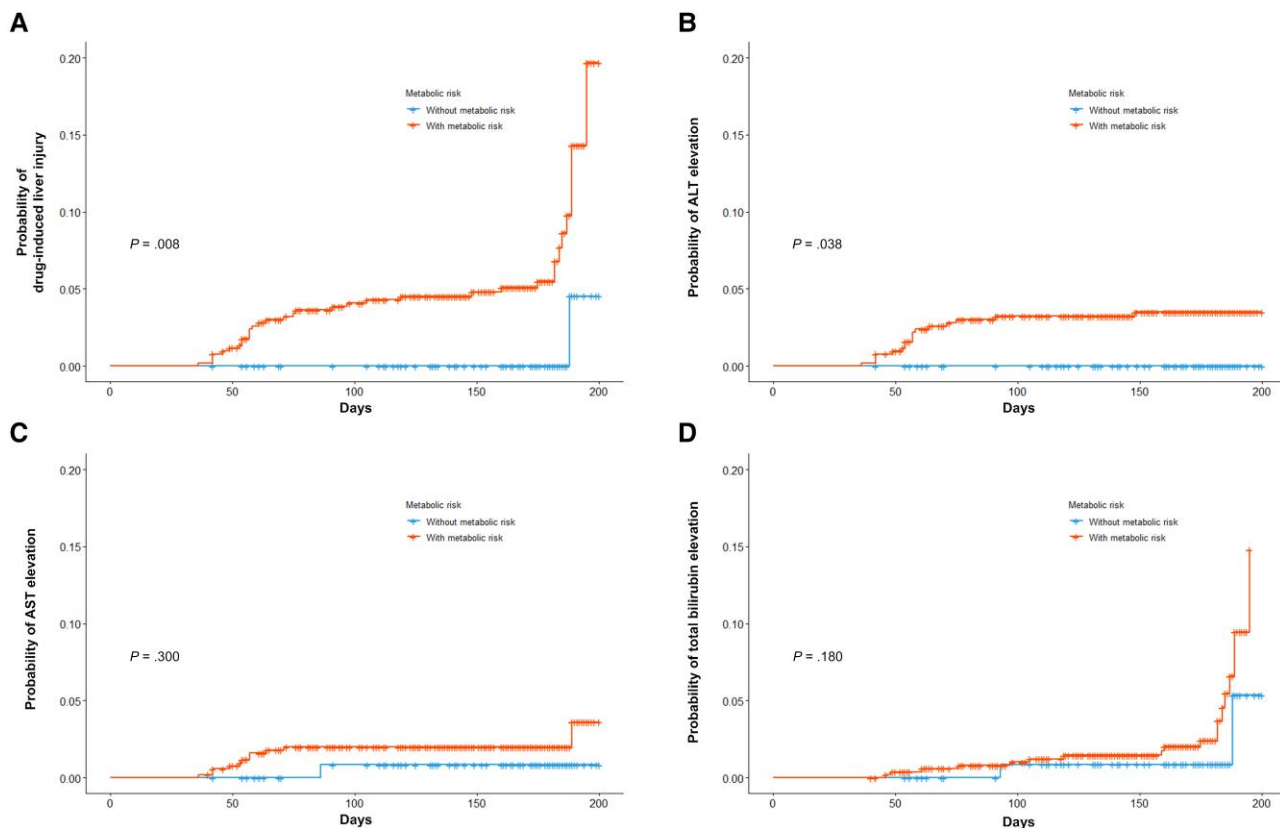 A
0.20
0.15
0.10
0.05
0.00
Probability of
drug-induced liver injury
Metabolic risk
Without metabolic risk
With metabolic risk
P = .008
0 50 100 150 200
Days
B
0.20
0.15
0.10
0.05
0.00
Probability of ALT elevation
Metabolic risk
Without metabolic risk
With metabolic risk
P = .038
0 50 100 150 200
Days
C
0.20
0.15
0.10
0.05
0.00
Probability of AST elevation
Metabolic risk
Without metabolic risk
With metabolic risk
P = .300
0 50 100 150 200
Days
D
0.20
0.15
0.10
0.05
0.00
Probability of total bilirubin elevation
Metabolic risk
Without metabolic risk
With metabolic risk
P = .180
0 50 100 150 200
Days